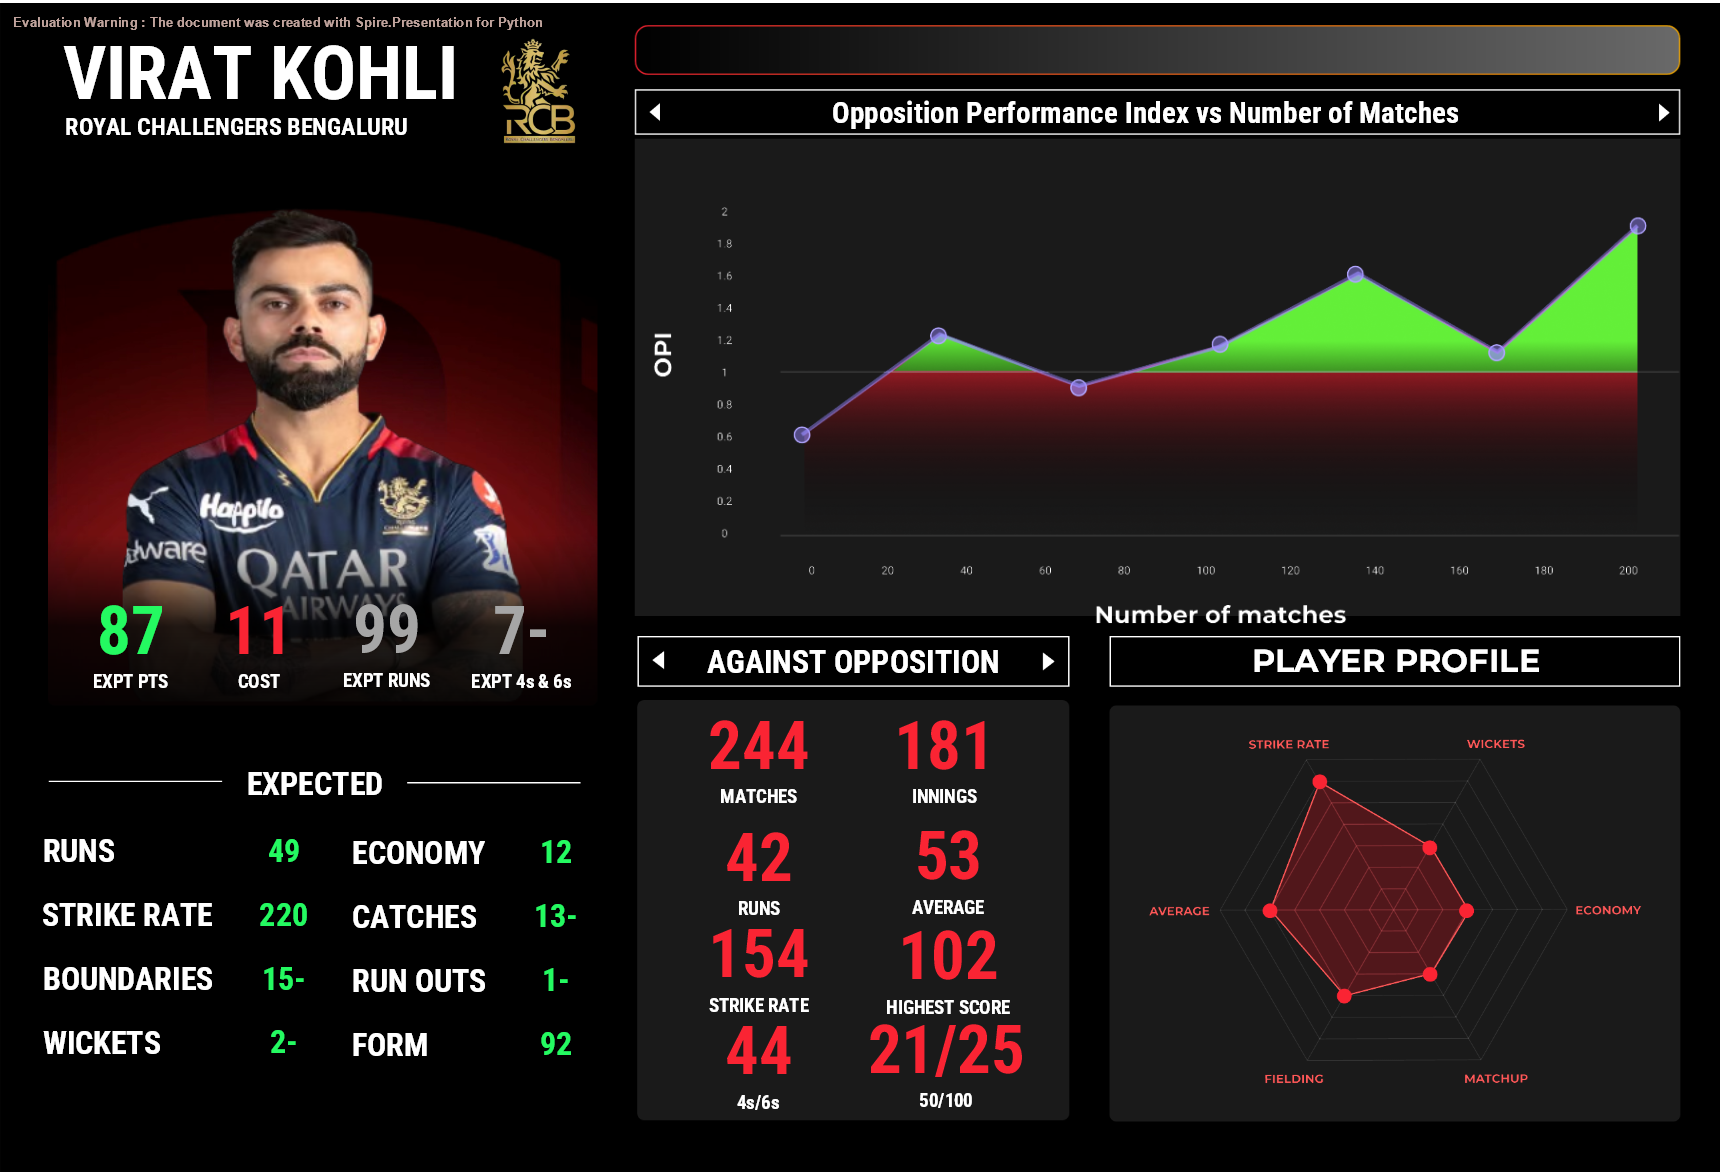 Evaluation Warning : The document was created with Spire.Presentation for Python
VIRAT KOHLI
ROYAL CHALLENGERS BENGALURU
RCB
Happilo
QATAR
AIRWAYS
87
EXPT PTS
11
COST
99
EXPT RUNS
7-
EXPT 4s & 6s
EXPECTED
RUNS 49 ECONOMY 12
STRIKE RATE 220 CATCHES 13-
BOUNDARIES 15- RUN OUTS 1-
WICKETS 2- FORM 92
Opposition Performance Index vs Number of Matches
OPI
2
1.8
1.6
1.4
1.2
1
0.8
0.6
0.4
0.2
0
0 20 40 60 80 100 120 140 160 180 200
Number of matches
AGAINST OPPOSITION
244 181
MATCHES INNINGS
42 53
RUNS AVERAGE
154 102
STRIKE RATE HIGHEST SCORE
44 21/25
4s/6s 50/100
PLAYER PROFILE
STRIKE RATE WICKETS
AVERAGE ECONOMY
FIELDING MATCHUP